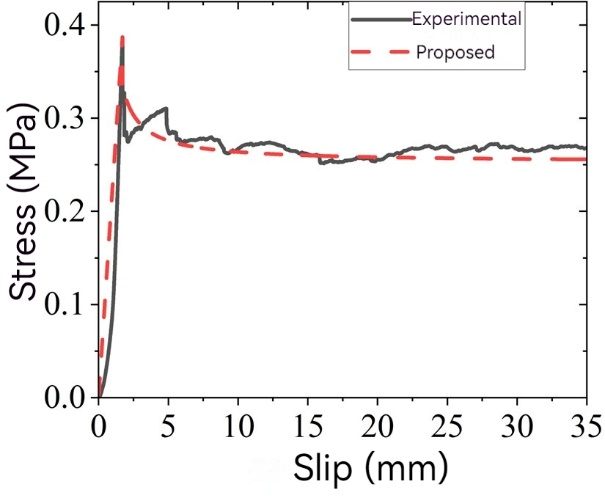 Experimental
Proposed
0.4
0.3
0.2
0.1
0.0
Stress (MPa)
0 5 10 15 20 25 30 35
Slip (mm)